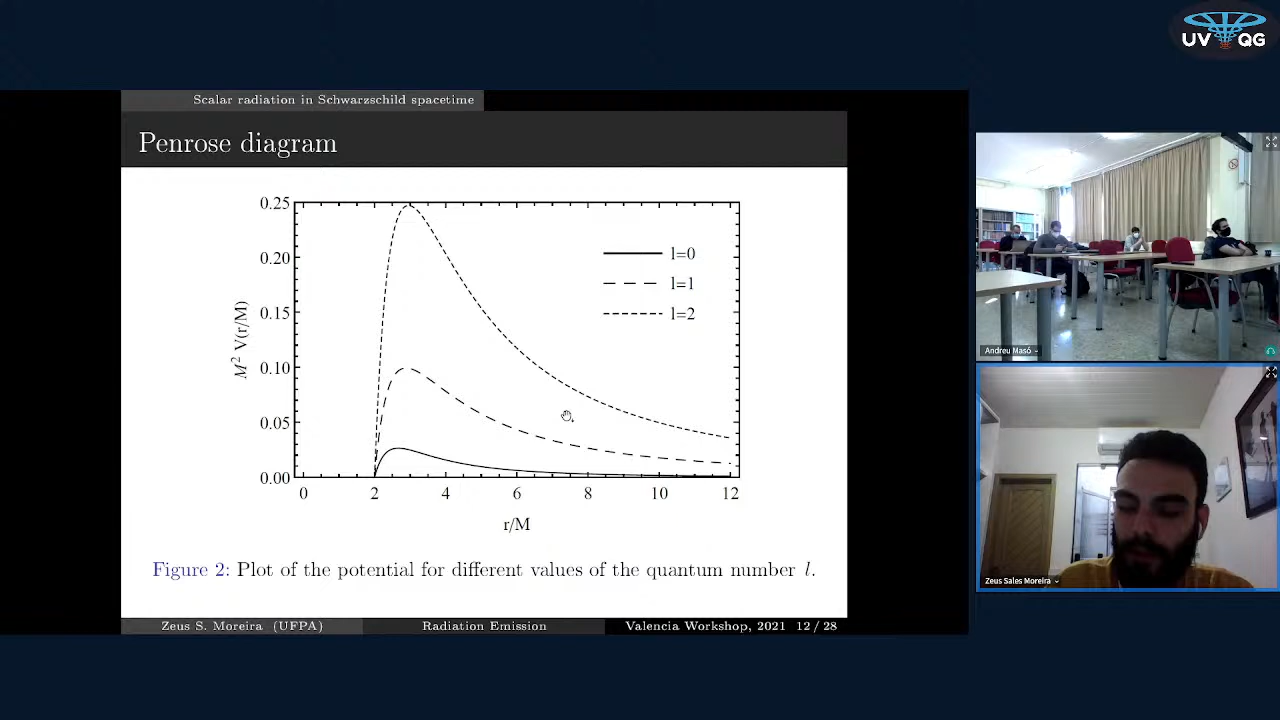 UV QG
Scalar radiation in Schwarzschild spacetime
Penrose diagram
0.25
0.20
0.15
0.10
0.05
0.00
M² V(r/M)
l=0
l=1
l=2
0 2 4 6 8 10 12
r/M
Figure 2: Plot of the potential for different values of the quantum number l.
Zeus S. Moreira (UFPA) Radiation Emission Valencia Workshop, 2021 12 / 28
Andreu Masó
Zeus Sales Moreira